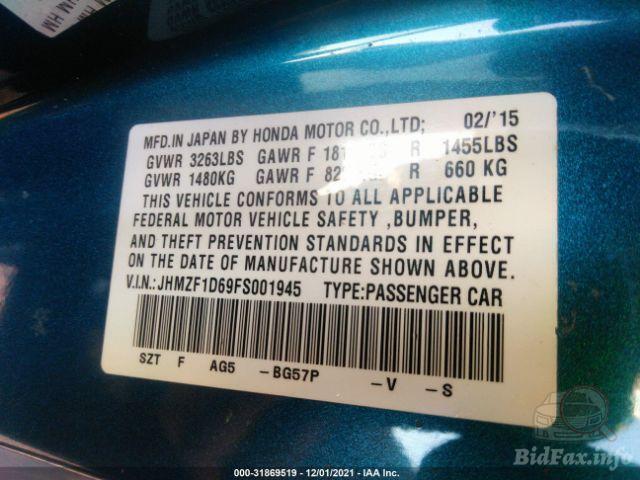 MFD.IN JAPAN BY HONDA MOTOR CO.,LTD; 02/'15
GVWR 3263LBS GAWR F R 1455LBS
GVWR 1480KG GAWR F R 660 KG
THIS VEHICLE CONFORMS TO ALL APPLICABLE
FEDERAL MOTOR VEHICLE SAFETY ,BUMPER,
AND THEFT PREVENTION STANDARDS IN EFFECT
ON THE DATE OF MANUFACTURE SHOWN ABOVE.
V.I.N.:JHMZF1D69FS001945 TYPE:PASSENGER CAR
SZT F AG5 -BG57P -V -S
000-31869519 - 12/01/2021 - IAA Inc.
BidFax.info